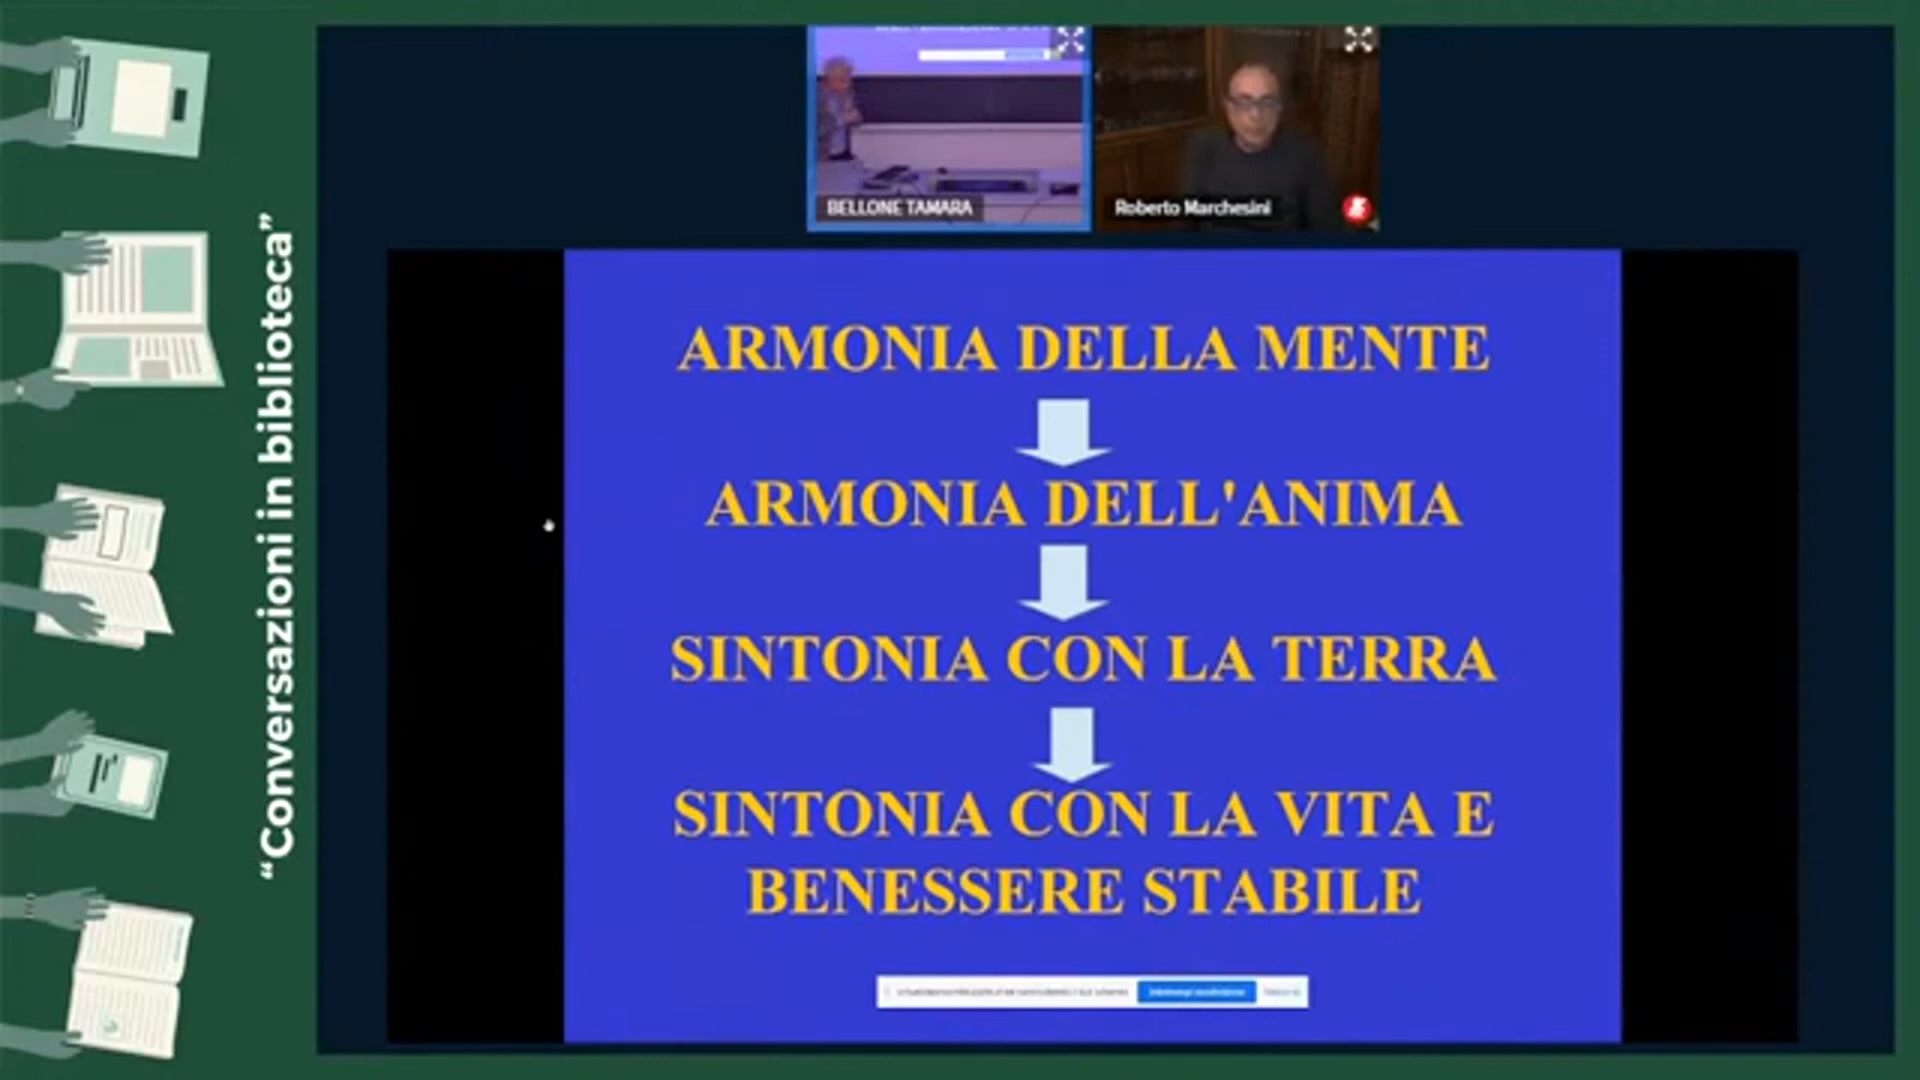 “Conversazioni in biblioteca”
BELLONE TAMARA
Roberto Marchesini
ARMONIA DELLA MENTE
ARMONIA DELL'ANIMA
SINTONIA CON LA TERRA
SINTONIA CON LA VITA E
BENESSERE STABILE